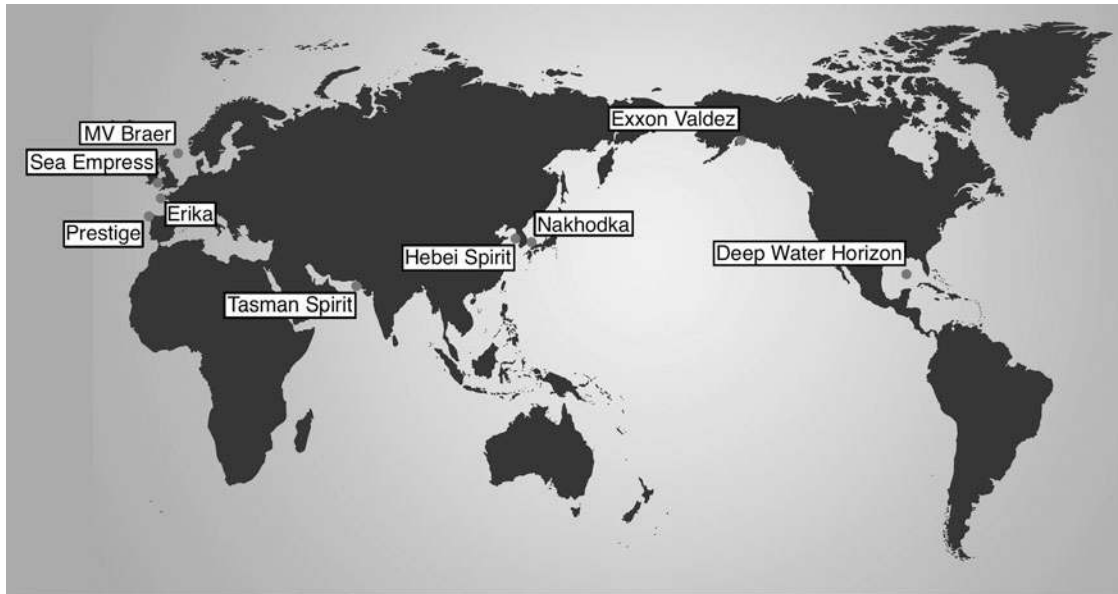 Exxon Valdez
MV Braer
Sea Empress
Erika
Prestige
Nakhodka
Hebei Spirit
Deep Water Horizon
Tasman Spirit